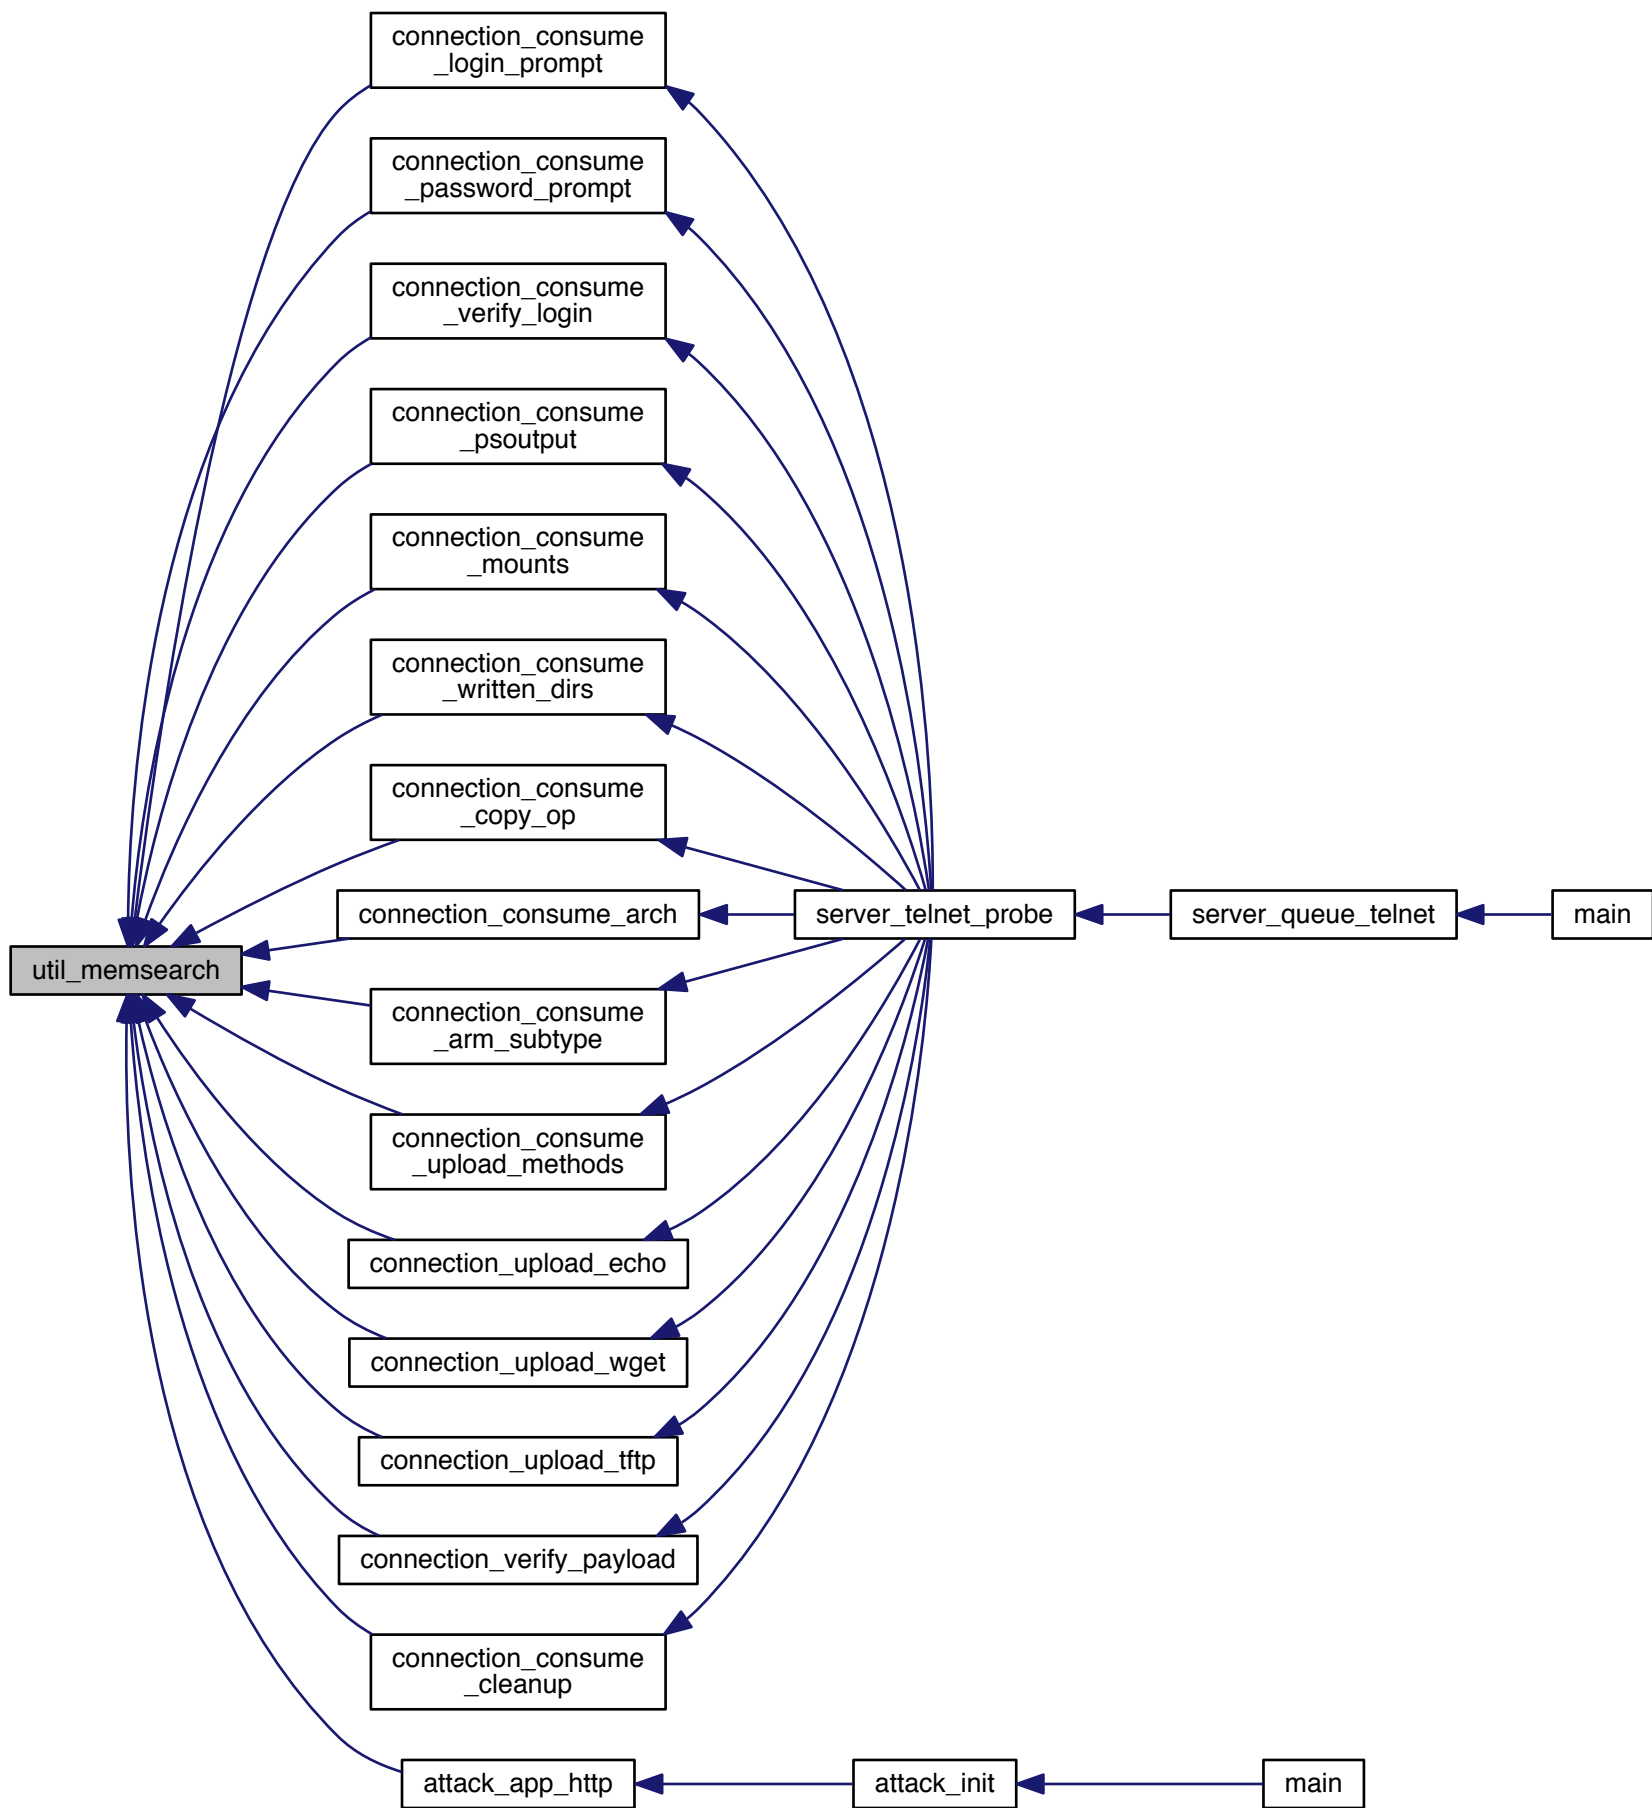 connection_consume
_login_prompt
connection_consume
_password_prompt
connection_consume
_verify_login
connection_consume
_psoutput
connection_consume
_mounts
connection_consume
_written_dirs
connection_consume
_copy_op
connection_consume_arch
server_telnet_probe
server_queue_telnet
main
util_memsearch
connection_consume
_arm_subtype
connection_consume
_upload_methods
connection_upload_echo
connection_upload_wget
connection_upload_tftp
connection_verify_payload
connection_consume
_cleanup
attack_app_http
attack_init
main